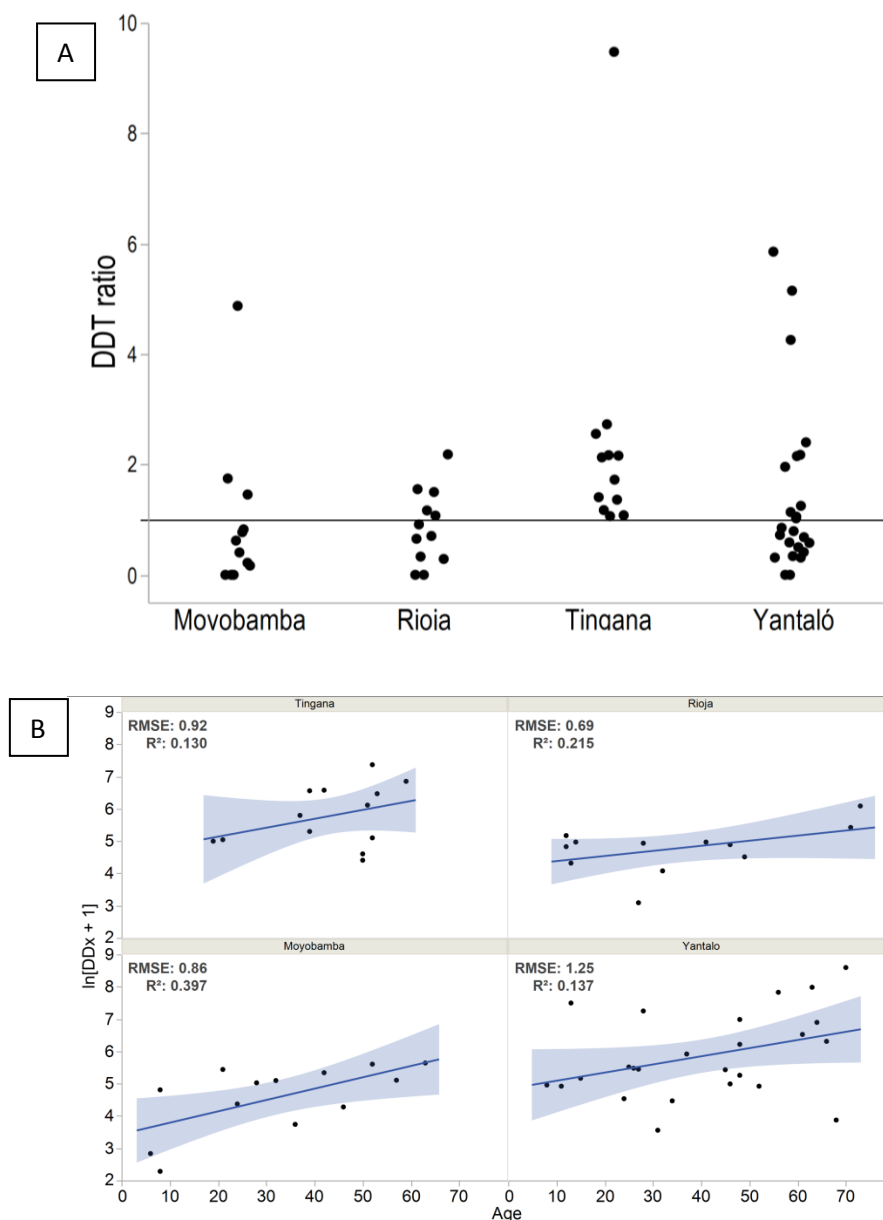 A
10
8
6
4
2
0
DDT ratio
Moyobamba
Rioja
Tingana
Yantaló
B
Tingana
Rioja
RMSE: 0.92
R²: 0.130
RMSE: 0.69
R²: 0.215
9
8
7
6
5
4
3
2
Moyobamba
Yantalo
RMSE: 0.86
R²: 0.397
RMSE: 1.25
R²: 0.137
9
8
7
6
5
4
3
2
ln[DDx + 1]
0 10 20 30 40 50 60 70
0 10 20 30 40 50 60 70
Age